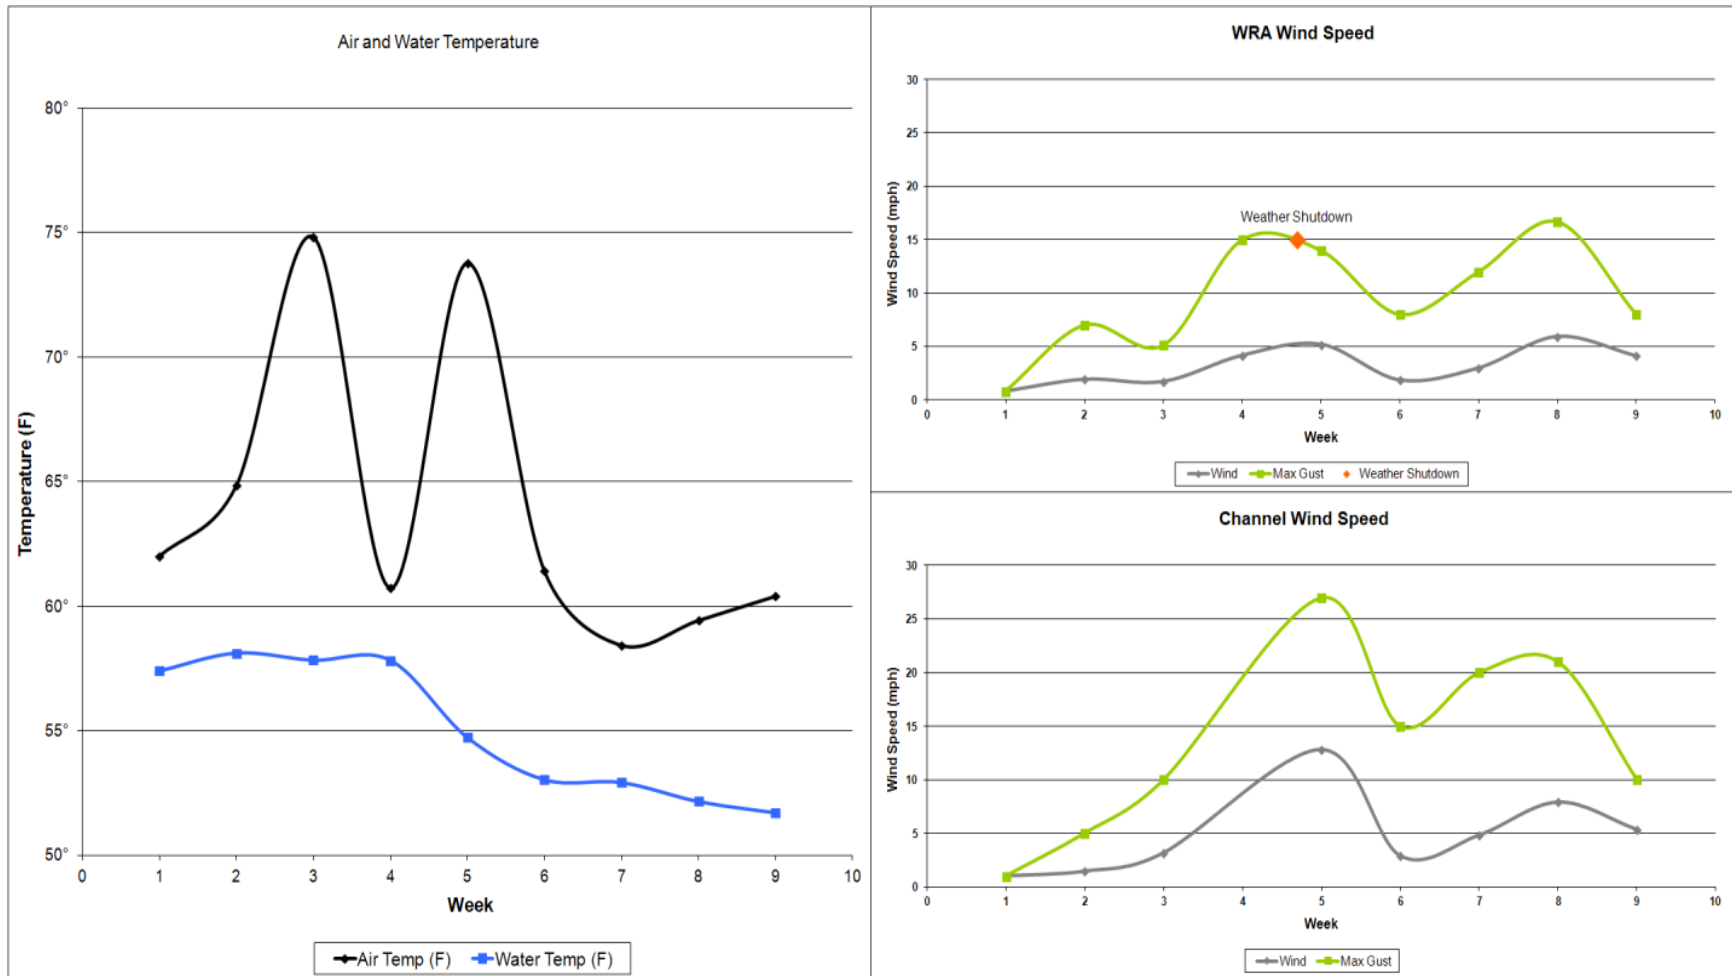 Air and Water Temperature
80°
75°
70°
65°
60°
55°
50°
0 1 2 3 4 5 6 7 8 9 10
Temperature (F)
Week
Air Temp (F) Water Temp (F)
WRA Wind Speed
30
25
20
15
10
5
0
0 1 2 3 4 5 6 7 8 9 10
Wind Speed (mph)
Weather Shutdown
Week
Wind Max Gust Weather Shutdown
Channel Wind Speed
30
25
20
15
10
5
0
0 1 2 3 4 5 6 7 8 9 10
Wind Speed (mph)
Week
Wind Max Gust